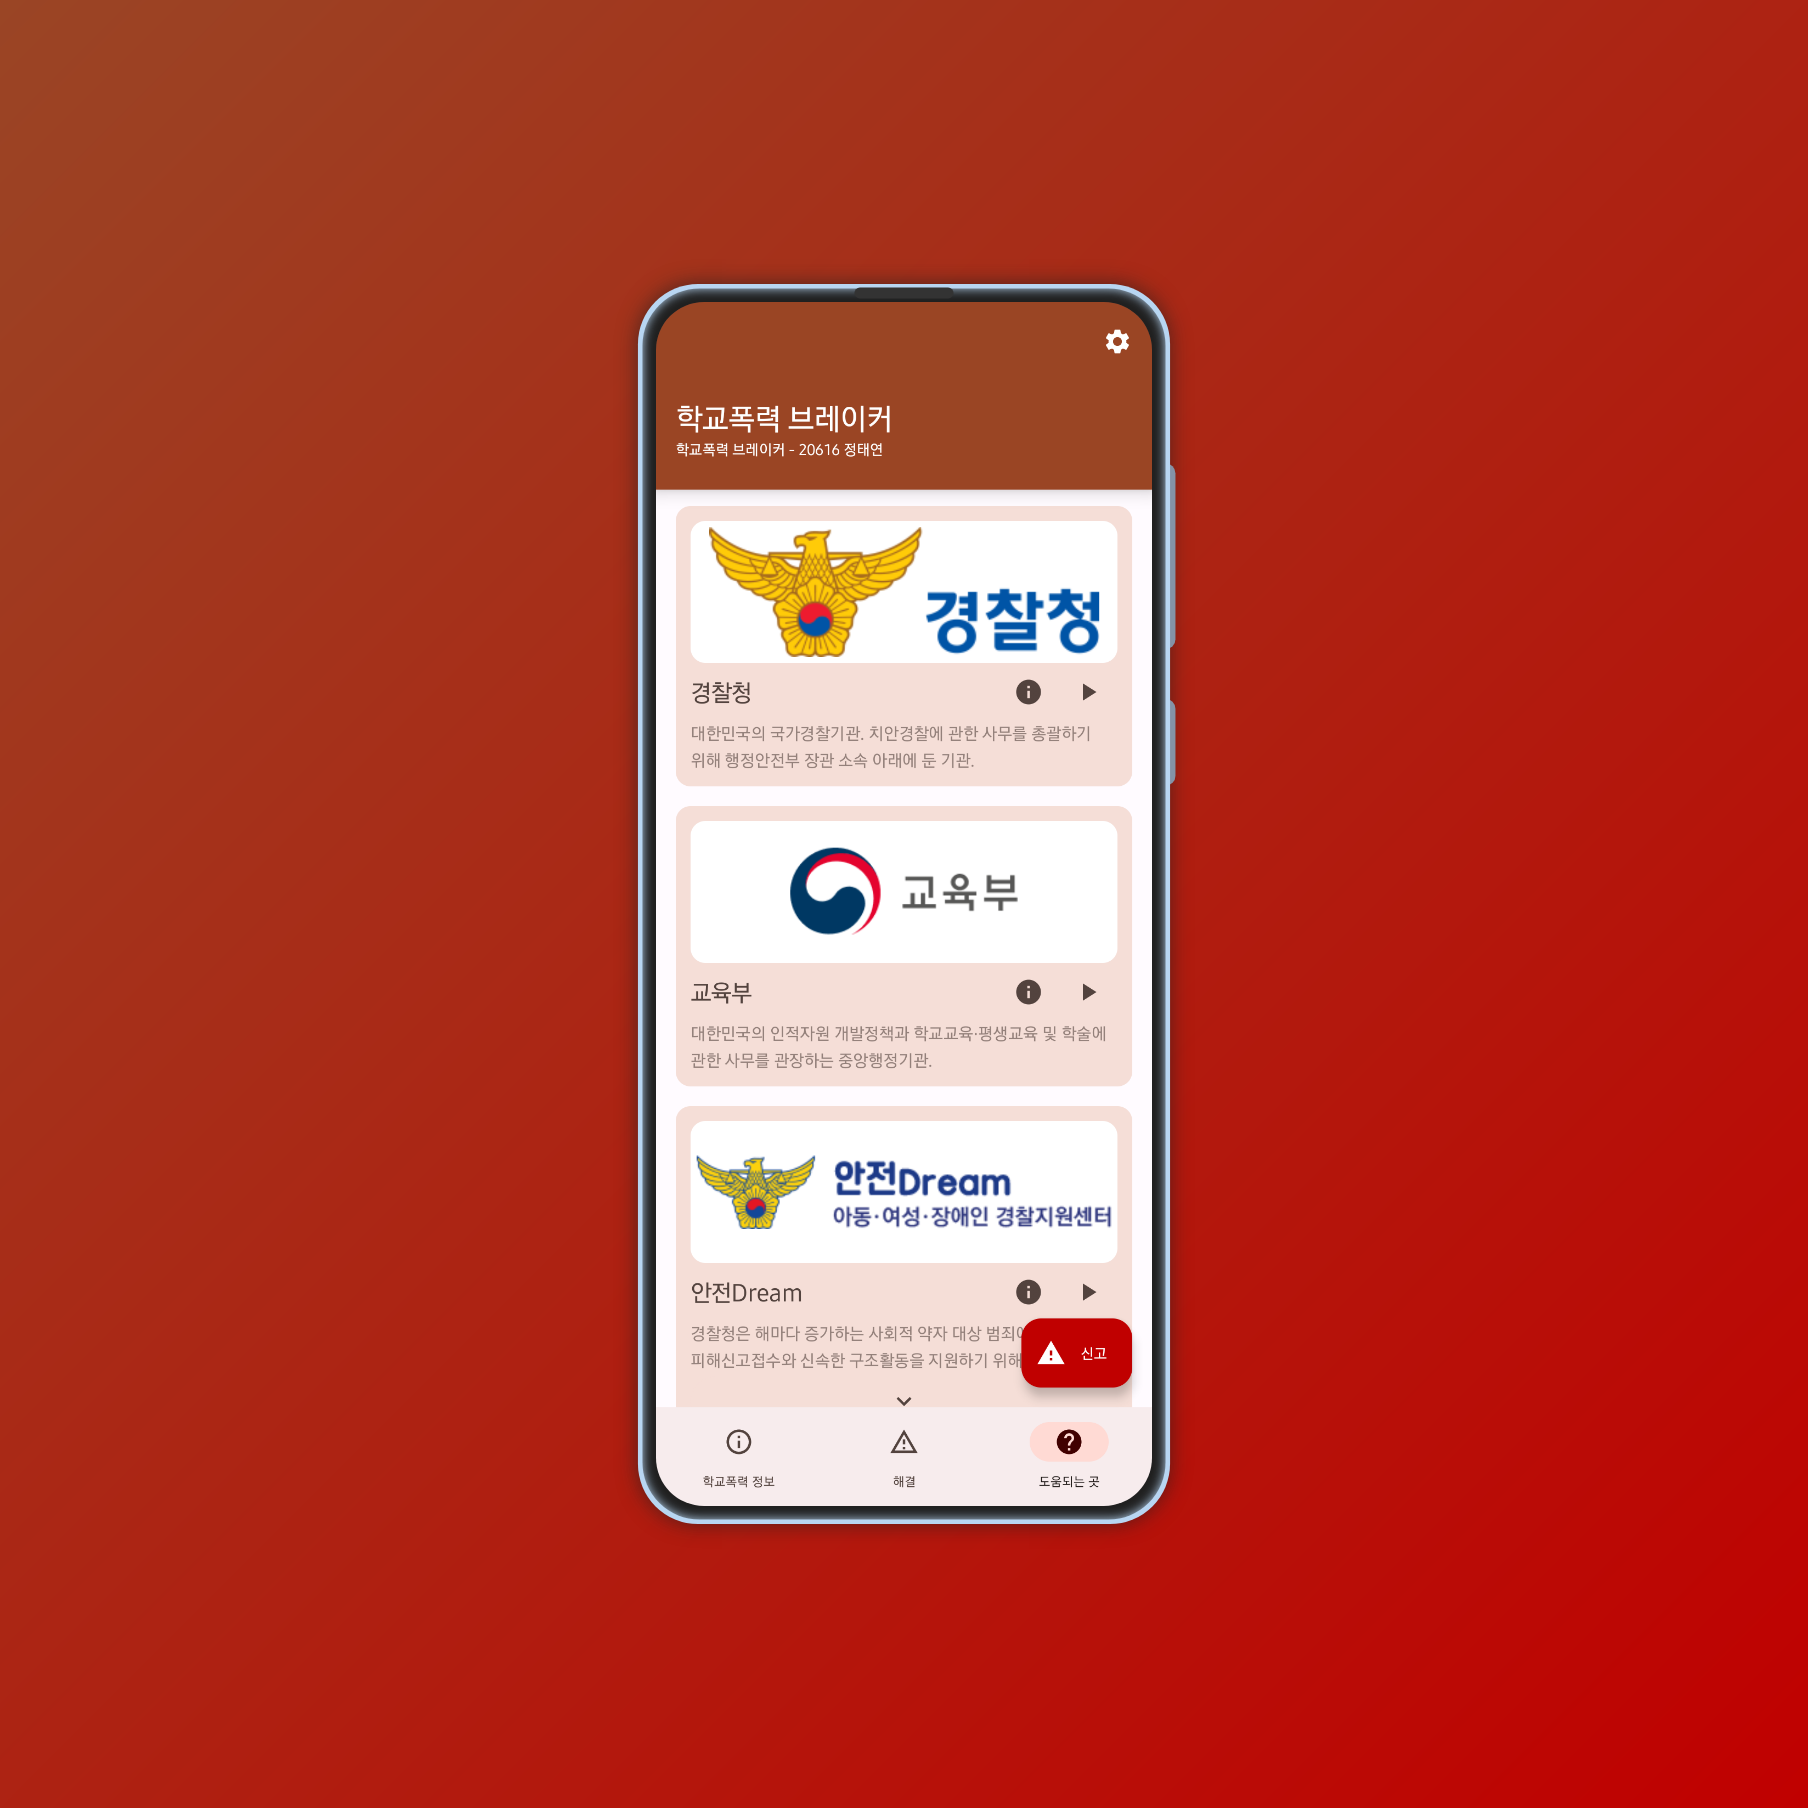 학교폭력 브레이커
학교폭력 브레이커 - 20616 정태연
경찰청
경찰청
대한민국의 국가경찰기관. 치안경찰에 관한 사무를 총괄하기
위해 행정안전부 장관 소속 아래에 둔 기관.
교육부
교육부
대한민국의 인적자원 개발정책과 학교교육·평생교육 및 학술에
관한 사무를 관장하는 중앙행정기관.
안전Dream
아동·여성·장애인 경찰지원센터
안전Dream
경찰청은 해마다 증가하는 사회적 약자 대상
피해신고접수와 신속한 구조활동을 지원하기 위해
신고
학교폭력 정보
해결
도움되는 곳